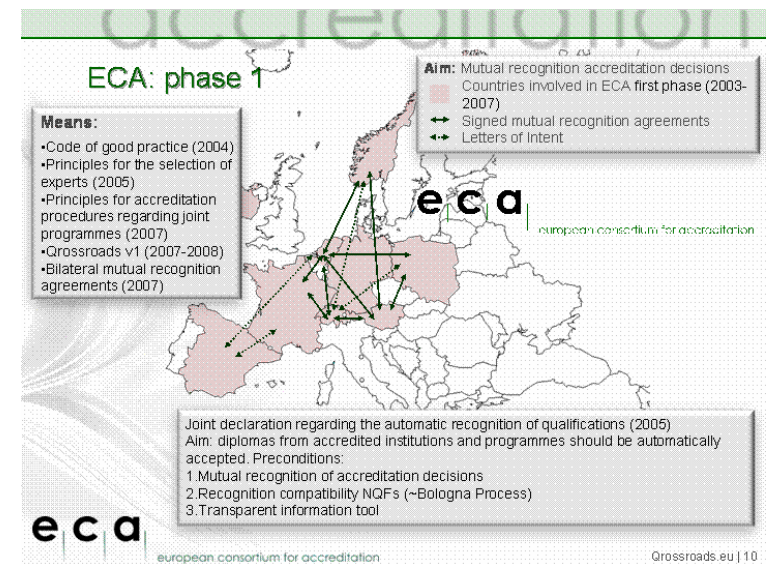 accreditation
ECA: phase 1
Aim: Mutual recognition accreditation decisions
Countries involved in ECA first phase (2003-
2007)
Signed mutual recognition agreements
Letters of Intent
Means:
•Code of good practice (2004)
•Principles for the selection of
experts (2005)
•Principles for accreditation
procedures regarding joint
programmes (2007)
•Qrossroads v1 (2007-2008)
•Bilateral mutual recognition
agreements (2007)
eca
european consortium for accreditation
Joint declaration regarding the automatic recognition of qualifications (2005)
Aim: diplomas from accredited institutions and programmes should be automatically
accepted. Preconditions:
1.Mutual recognition of accreditation decisions
2.Recognition compatibility NQFs (~Bologna Process)
3.Transparent information tool
eca
european consortium for accreditation
Qrossroads.eu | 10